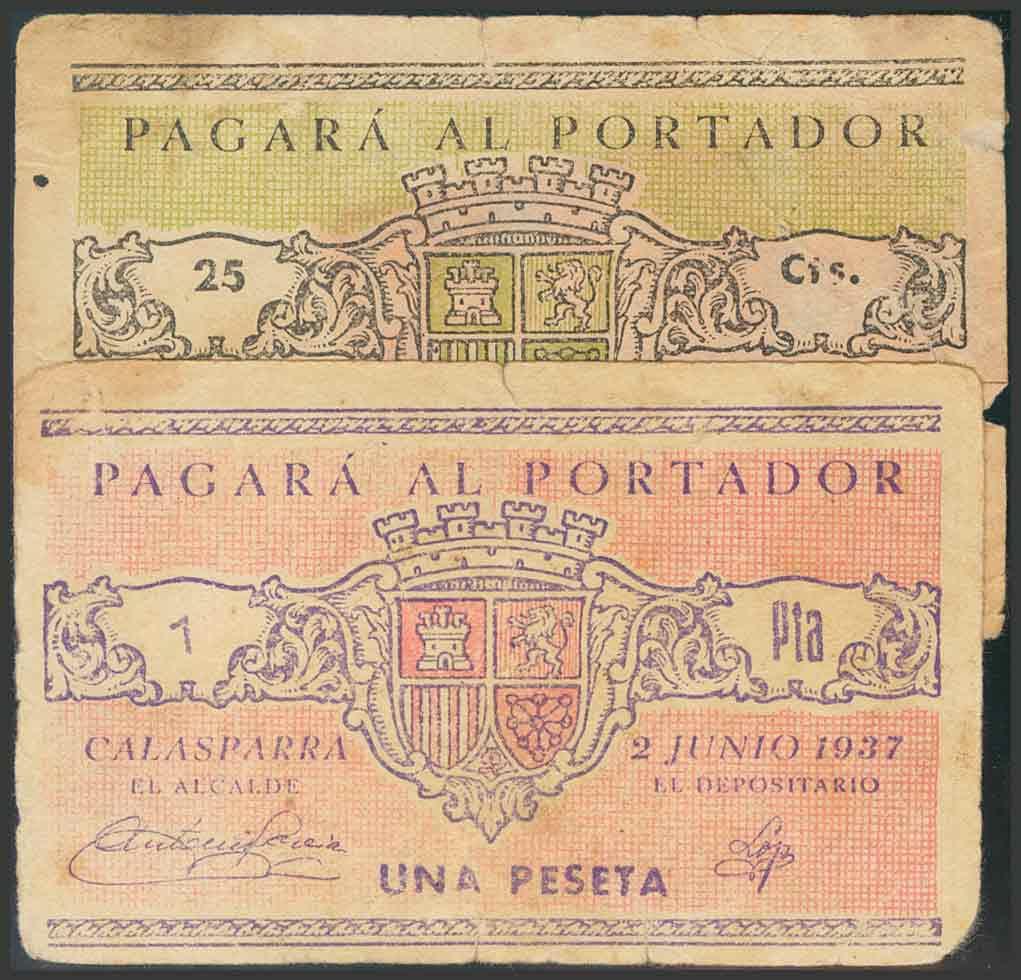 PAGARÁ AL PORTADOR
25 Cts.
PAGARÁ AL PORTADOR
1 Pta
CALASPARRA 2 JUNIO 1937
EL ALCALDE EL DEPOSITARIO
UNA PESETA